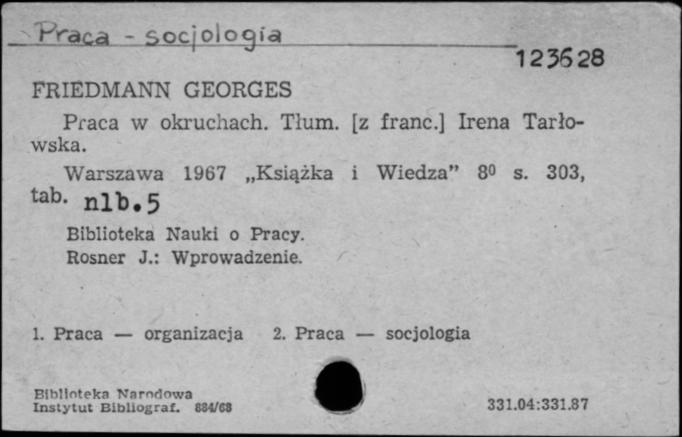 Praca - socjologia
123628
FRIEDMANN GEORGES
Praca w okruchach. Tłum. [z franc.] Irena Tarło-
wska.
Warszawa 1967 „Książka i Wiedza” 8⁰ s. 303,
tab. nlb. 5
Biblioteka Nauki o Pracy.
Rosner J.: Wprowadzenie.
1. Praca — organizacja 2. Praca — socjologia
Biblioteka Narodowa
Instytut Bibliograf. 884/68
331.04:331.87